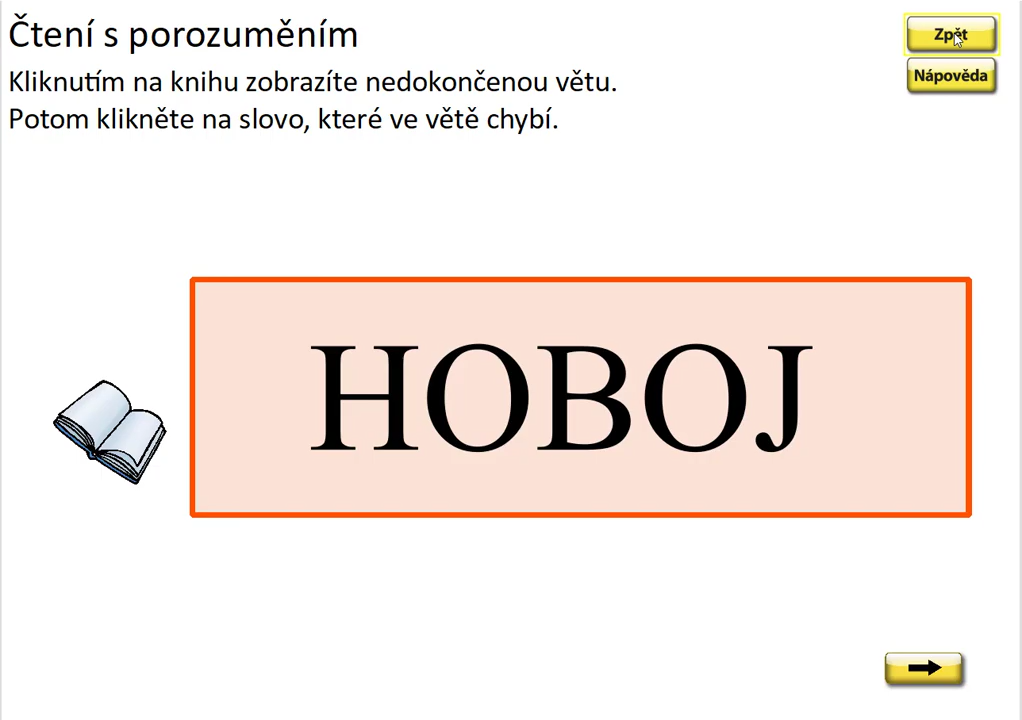 Čtení s porozuměním
Zpět
Kliknutím na knihu zobrazíte nedokončenou větu.
Nápověda
Potom klikněte na slovo, které ve větě chybí.
HOBOJ